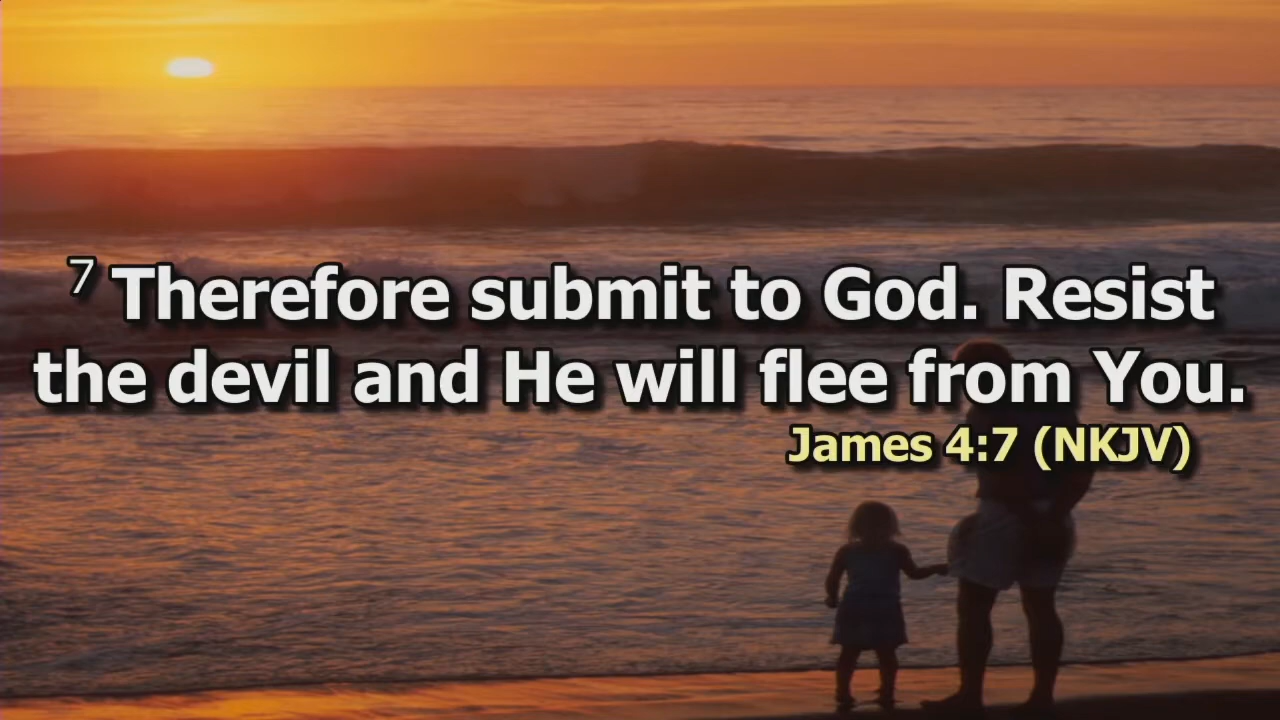 7 Therefore submit to God. Resist
the devil and He will flee from You.
James 4:7 (NKJV)